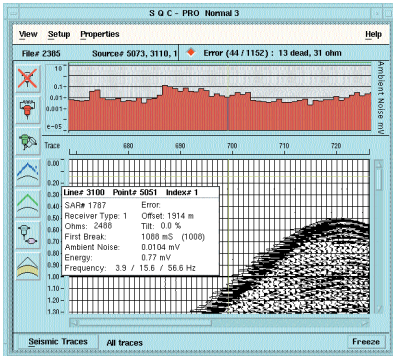 S Q C - PRO Normal 3
View Setup Properties Help
File# 2385 Source# 5073, 3110, 1 Error (44 / 1152) : 13 dead, 31 ohm
10
1
0.1
0.01
e-05
Ambient Noise mV
Trace 690 700 710 720
0.00
0.10
0.20
0.30
0.40
0.50
0.60
0.70
0.80
0.90
1.00
1.10
1.20
1.30
Line# 3100 Point# 5051 Index# 1
SAR# 1787 Error:
Receiver Type: 1 Offset: 1914 m
Ohms: 2488 Tilt: 0.0 %
First Break: 1088 mS (1008)
Ambient Noise: 0.0104 mV
Energy: 0.77 mV
Frequency: 3.9 / 15.6 / 56.6 Hz
Seismic Traces All traces Freeze